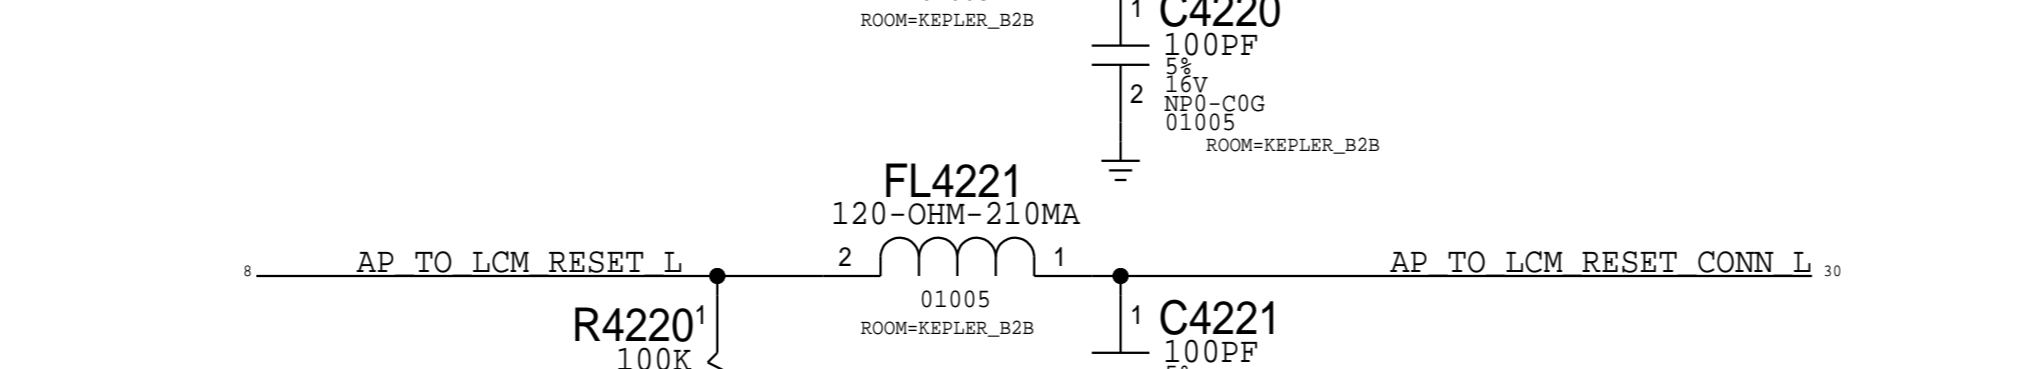 ROOM=KEPLER_B2B
1
C4220
100PF
5%
16V
2
NP0-C0G
01005
ROOM=KEPLER_B2B
FL4221
120-OHM-210MA
8
AP_TO_LCM_RESET_L
2
1
AP_TO_LCM_RESET_CONN_L
30
01005
ROOM=KEPLER_B2B
R4220
1
100K
1
C4221
100PF